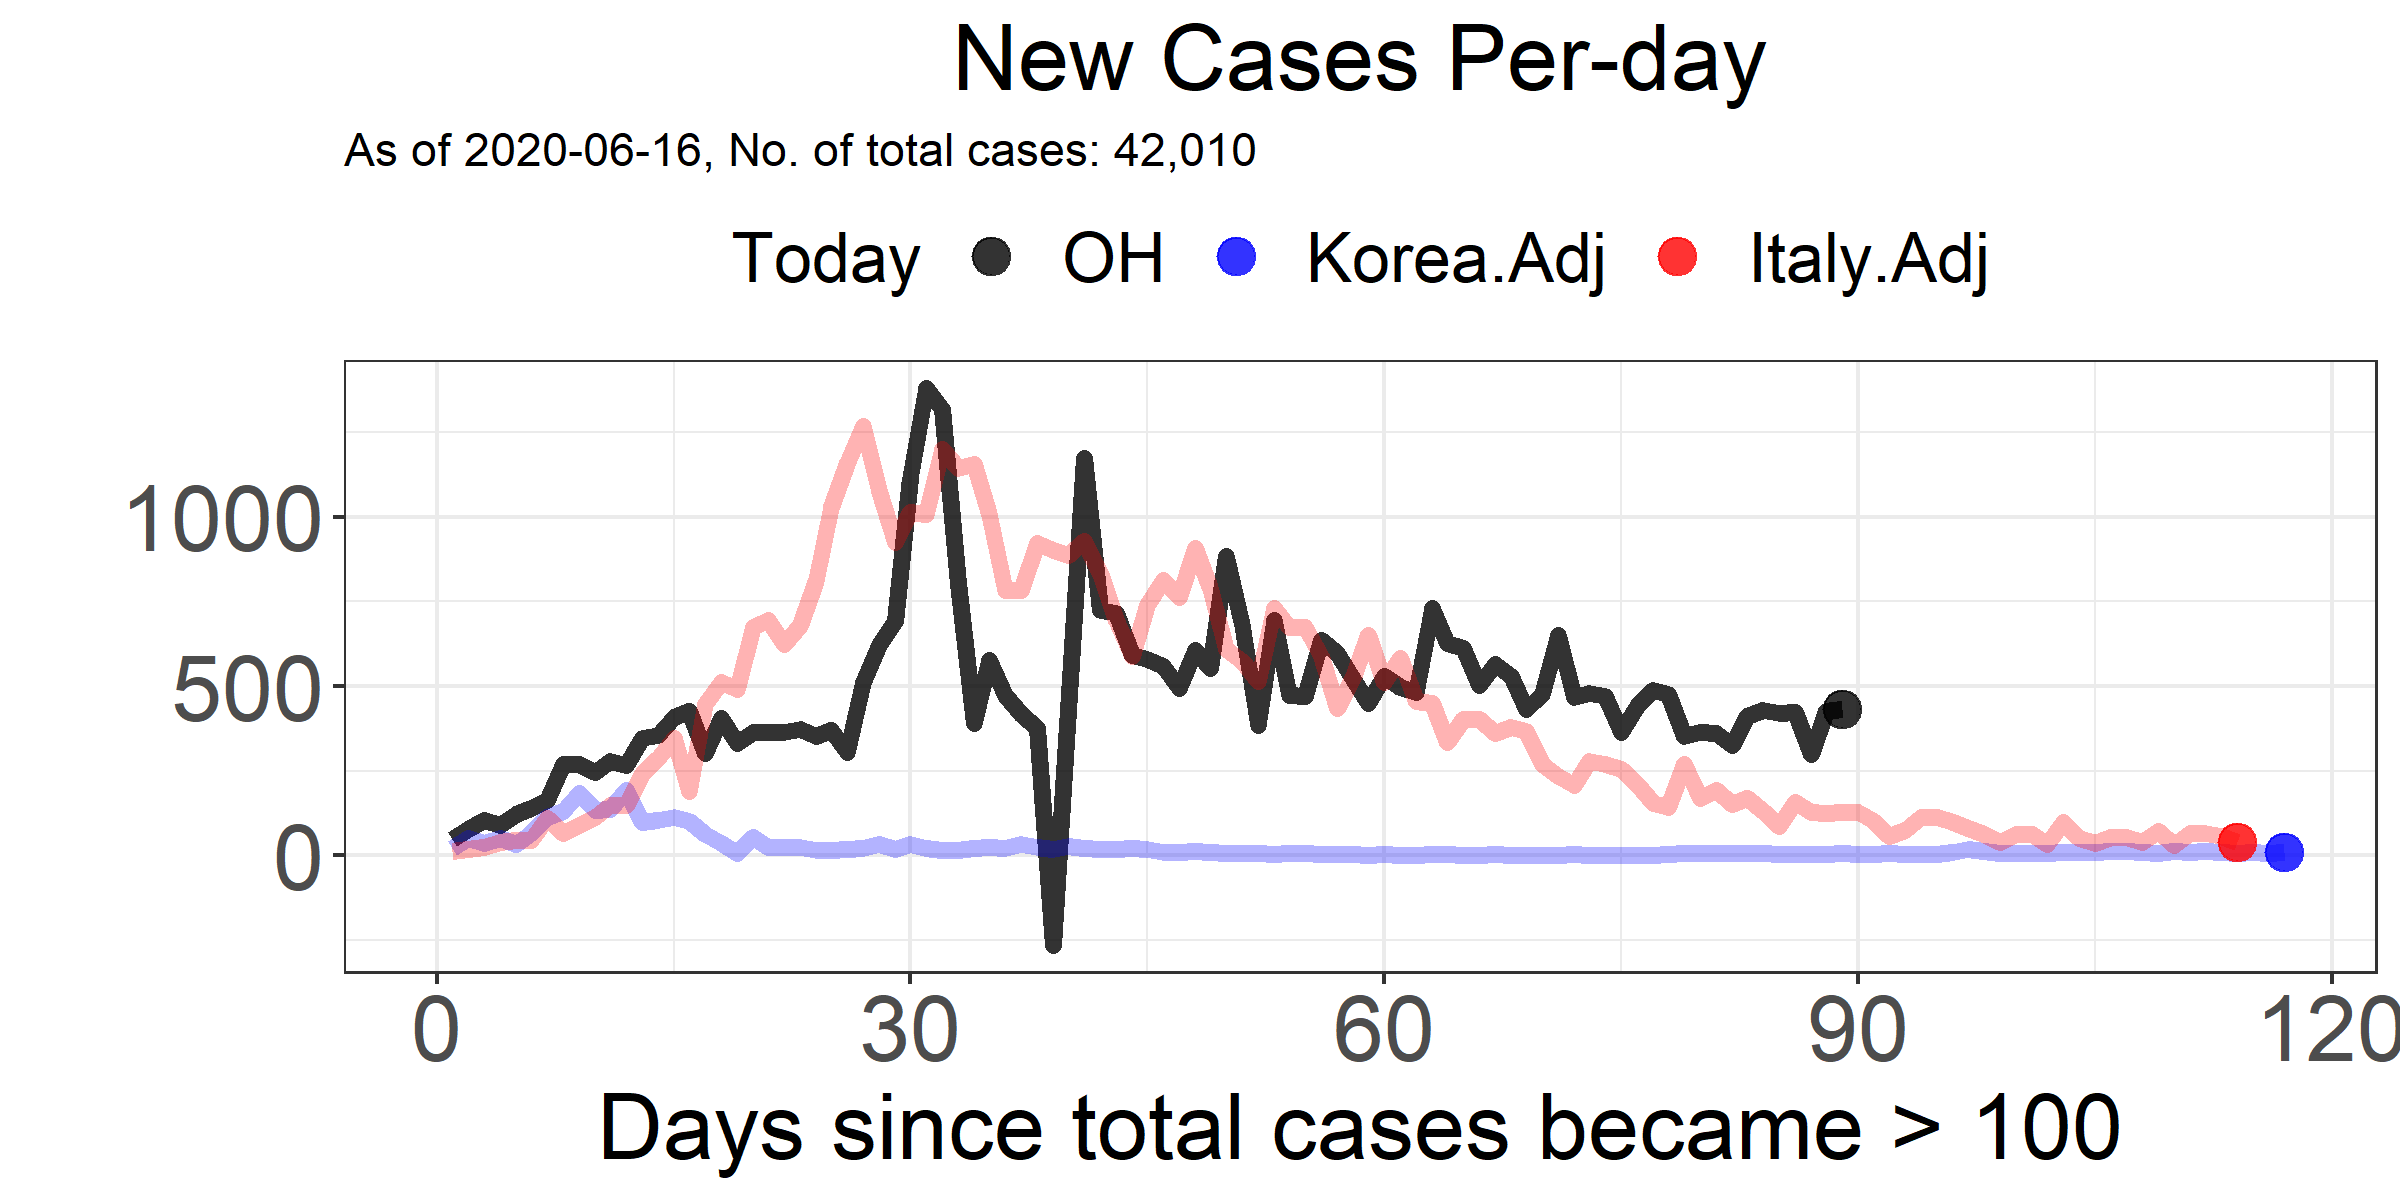 New Cases Per-day
As of 2020-06-16, No. of total cases: 42,010
Today OH Korea.Adj Italy.Adj
1000
500
0
0 30 60 90 120
Days since total cases became > 100